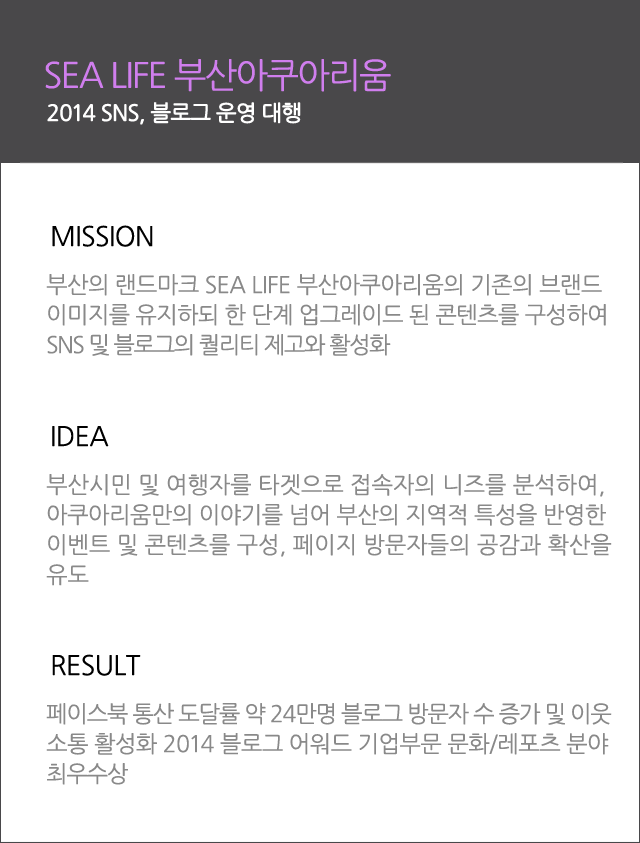 SEA LIFE 부산아쿠아리움
2014 SNS, 블로그 운영 대행
MISSION
부산의 랜드마크 SEA LIFE 부산아쿠아리움의 기존의 브랜드
이미지를 유지하되 한 단계 업그레이드 된 콘텐츠를 구성하여
SNS 및 블로그의 퀄리티 제고와 활성화
IDEA
부산시민 및 여행자를 타겟으로 접속자의 니즈를 분석하여,
아쿠아리움만의 이야기를 넘어 부산의 지역적 특성을 반영한
이벤트 및 콘텐츠를 구성, 페이지 방문자들의 공감과 확산을
유도
RESULT
페이스북 통산 도달률 약 24만명 블로그 방문자 수 증가 및 이웃
소통 활성화 2014 블로그 어워드 기업부문 문화/레포츠 분야
최우수상